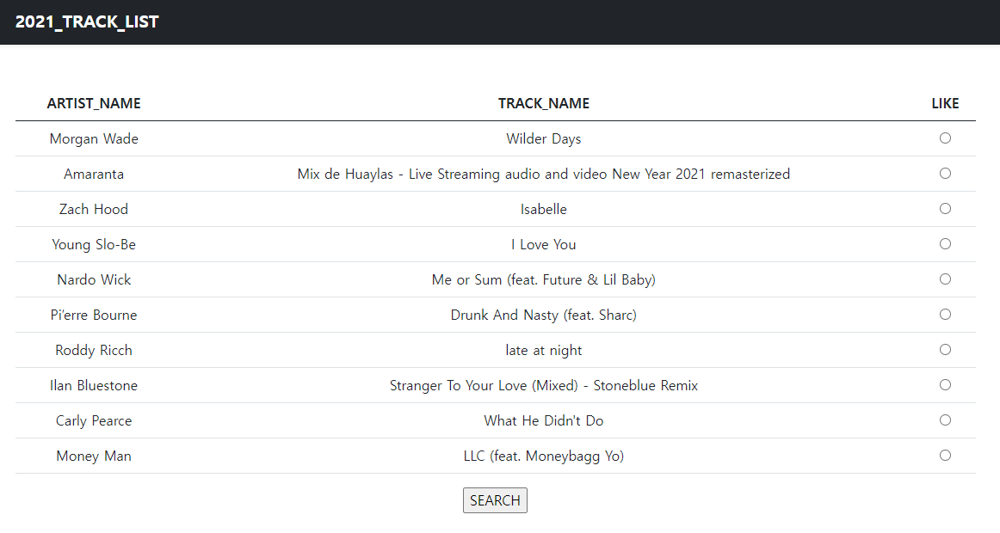 2021_TRACK_LIST
ARTIST_NAME TRACK_NAME LIKE
Morgan Wade Wilder Days
Amaranta Mix de Huaylas - Live Streaming audio and video New Year 2021 remasterized
Zach Hood Isabelle
Young Slo-Be I Love You
Nardo Wick Me or Sum (feat. Future & Lil Baby)
Pi’erre Bourne Drunk And Nasty (feat. Sharc)
Roddy Ricch late at night
Ilan Bluestone Stranger To Your Love (Mixed) - Stoneblue Remix
Carly Pearce What He Didn't Do
Money Man LLC (feat. Moneybagg Yo)
SEARCH